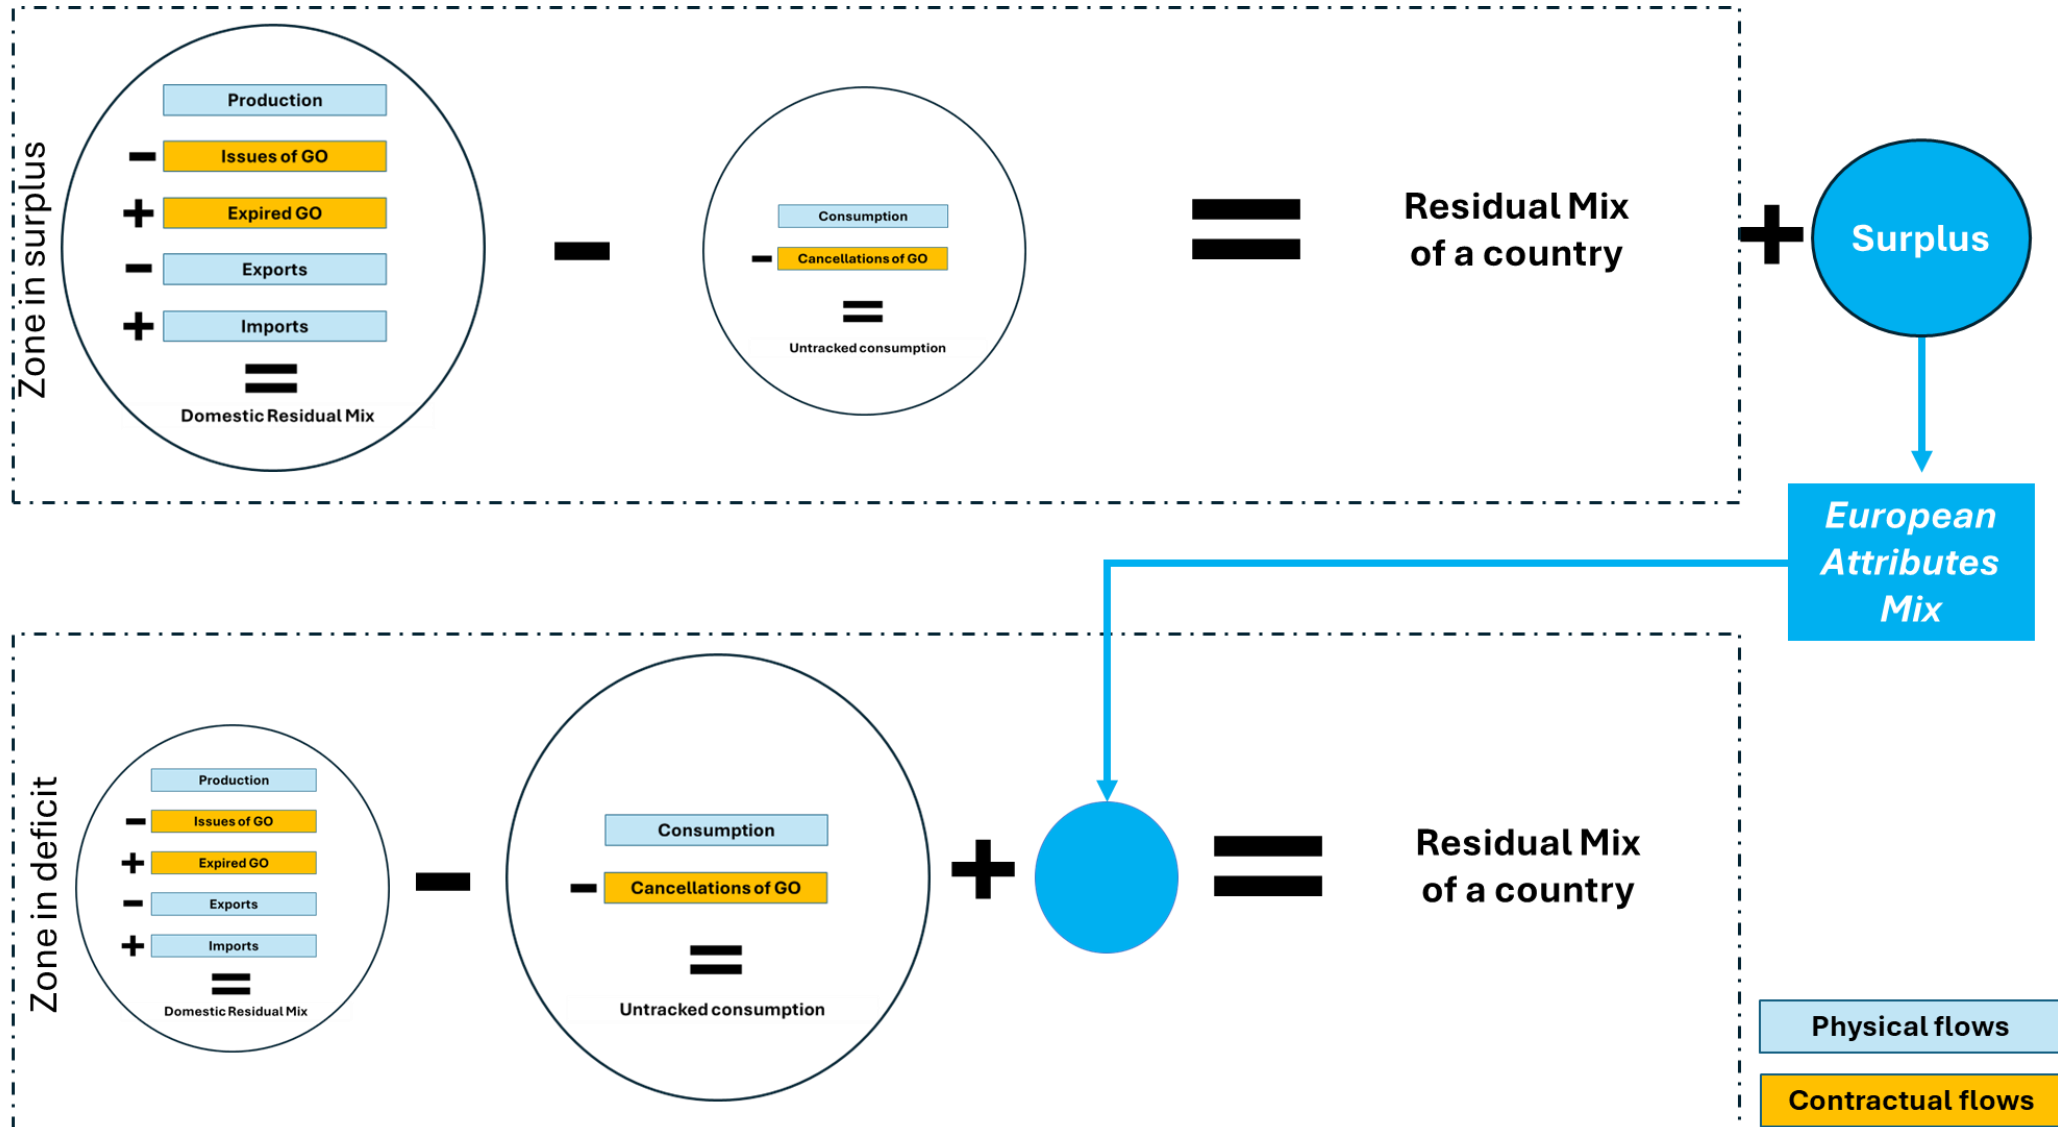 Zone in surplus
Production
− Issues of GO
+ Expired GO
− Exports
+ Imports
=
Domestic Residual Mix
−
Consumption
− Cancellations of GO
=
Untracked consumption
=
Residual Mix
of a country
+
Surplus
European
Attributes
Mix
Zone in deficit
Production
− Issues of GO
+ Expired GO
− Exports
+ Imports
=
Domestic Residual Mix
−
Consumption
− Cancellations of GO
=
Untracked consumption
+
=
Residual Mix
of a country
Physical flows
Contractual flows